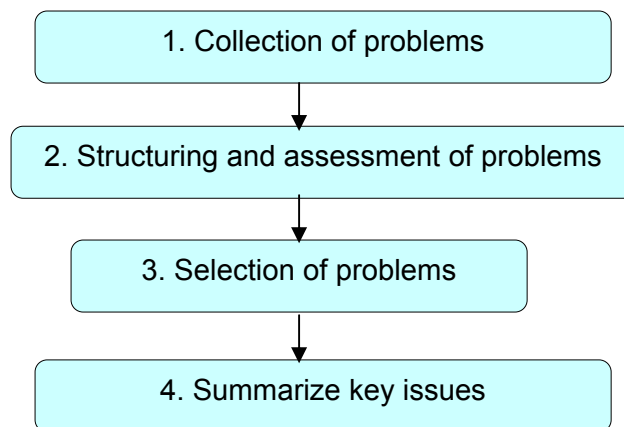 1. Collection of problems
2. Structuring and assessment of problems
3. Selection of problems
4. Summarize key issues